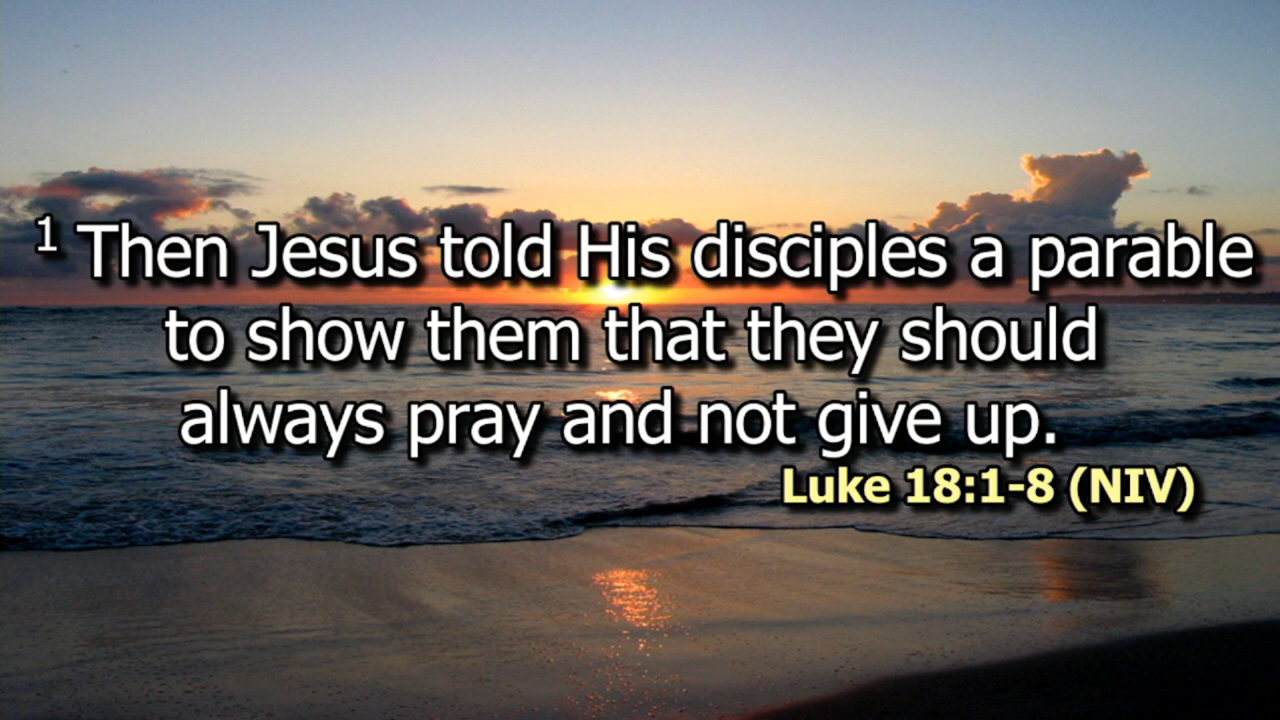 1 Then Jesus told His disciples a parable
to show them that they should
always pray and not give up.
Luke 18:1-8 (NIV)